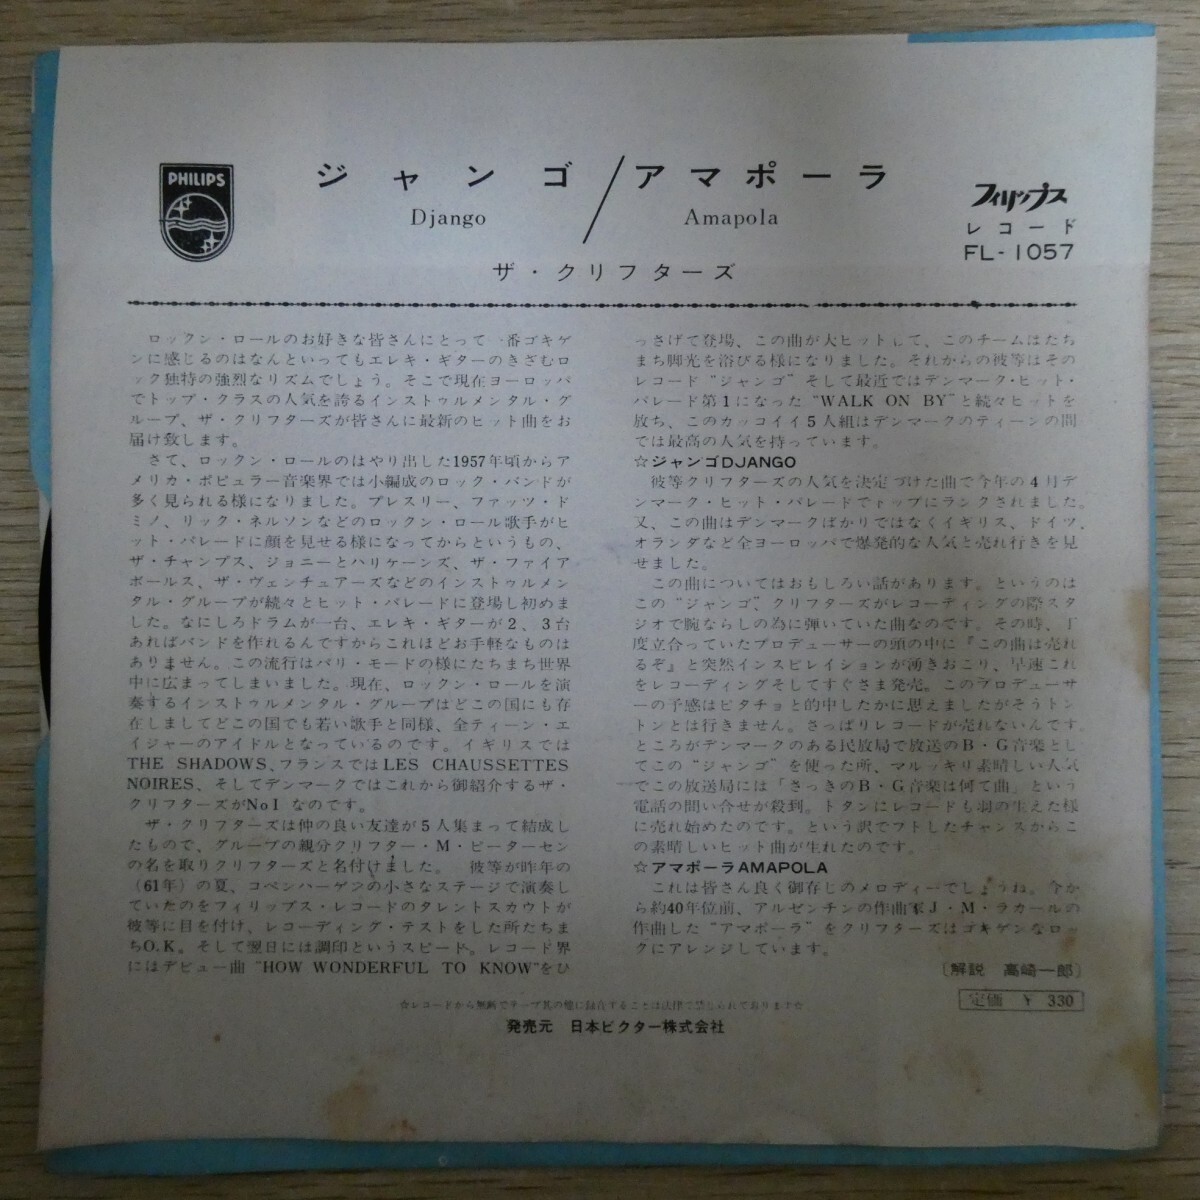 PHILIPS
ジャンゴ／アマポーラ
Django
Amapola
フィリップス
レコード
FL-1057
ザ・クリフターズ
ロックン・ロールのお好きな皆さんにとって一番ゴキゲ
ンに感じるのはなんといってもエレキ・ギターのきざむロ
ック独特の強烈なリズムでしょう。そこで現在ヨーロッパ
でトップ・クラスの人気を誇るインストゥルメンタル・グ
ループ、ザ・クリフターズが皆さんに最新のヒット曲をお
届け致します。
さて、ロックン・ロールのはやり出した1957年頃からア
メリカ・ポピュラー音楽界では小編成のロック・バンドが
多く見られる様になりました。プレスリー、ファッツ・ド
ミノ、リック・ネルソンなどのロックン・ロール歌手がヒ
ット・パレードに顔を見せる様になってからというもの、
ザ・チャンプス、ジョニーとハリケーンズ、ザ・ファイア
ボールス、ザ・ヴェンチュアーズなどのインストゥルメン
タル・グループが続々とヒット・パレードに登場し初めま
した。なにしろドラムが一台、エレキ・ギターが２、３台
あればバンドを作れるんですからこれほどお手軽なものは
ありません。この流行はパリ・モードの様にたちまち世界
中に広まってしまいました。現在、ロックン・ロールを演
奏するインストゥルメンタル・グループはどこの国にも存
在しましてどこの国でも若い歌手と同様、全ティーン・エ
イジャーのアイドルとなっているのです。イギリスでは
THE SHADOWS、フランスではLES CHAUSSETTES
NOIRES、そしてデンマークではこれから御紹介するザ・
クリフターズがNo1 なのです。
ザ・クリフターズは仲の良い友達が５人集まって結成し
たもので、グループの親分クリフター・M・ピーターセン
の名を取りクリフターズと名付けました。 彼等が昨年の
（61年）の夏、コペンハーゲンの小さなステージで演奏し
ていたのをフィリップス・レコードのタレントスカウトが
彼等に目を付け、レコーディング・テストをした所たちま
ちO.K。そして翌日には調印というスピード。レコード界
にはデビュー曲 “HOW WONDERFUL TO KNOW”をひ
っさげて登場、この曲が大ヒットして、このチームはたち
まち脚光を浴びる様になりました。それからの彼等はその
レコード “ジャンゴ” そして最近ではデンマーク・ヒット・
パレード第１になった “WALK ON BY”と続々ヒットを
放ち、このカッコイイ５人組はデンマークのティーンの間
では最高の人気を持っています。
☆ジャンゴDJANGO
彼等クリフターズの人気を決定づけた曲で今年の４月デ
ンマーク・ヒット・パレードでトップにランクされました。
又、この曲はデンマークばかりではなくイギリス、ドイツ、
オランダなど全ヨーロッパで爆発的な人気と売れ行きを見
せました。
この曲についてはおもしろい話があります。というのは
この “ジャンゴ”、クリフターズがレコーディングの際スタ
ジオで腕ならしの為に弾いていた曲なのです。その時、丁
度立合っていたプロデューサーの頭の中に『この曲は売れ
るぞ』と突然インスピレイションが湧きおこり、早速これ
をレコーディングそしてすぐさま発売。このプロデューサ
ーの予感はピタチョと的中したかに思えましたがそうトン
トンとは行きません。さっぱりレコードが売れないんです。
ところがデンマークのある民放局で放送のB・G音楽とし
てこの “ジャンゴ” を使った所、マルッキリ素晴しい人気
でこの放送局には「さっきのB・G音楽は何て曲」という
電話の問い合せが殺到。トタンにレコードも羽の生えた様
に売れ始めたのです。という訳でフトしたチャンスからこ
の素晴しいヒット曲が生れたのです。
☆アマポーラAMAPOLA
これは皆さん良く御存じのメロディーでしょうね。今か
ら約40年位前、アルゼンチンの作曲家J・M・ラカールの
作曲した “アマポーラ” をクリフターズはゴキゲンなロッ
クにアレンジしています。
〔解説 高崎一郎〕
定価 ￥ 330
☆レコードから無断でテープ其の他に録音することは法律で禁じられております☆
発売元 日本ビクター株式会社